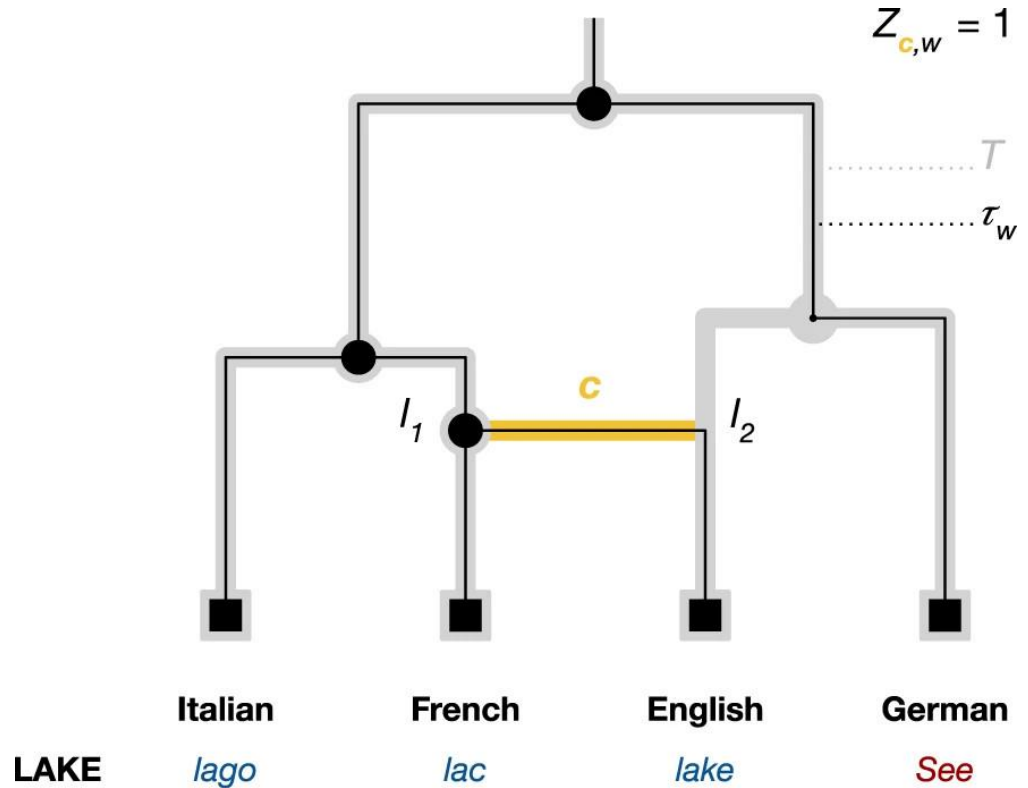 Z_c,w = 1
T
τ_w
c
l_1 l_2
Italian French English German
LAKE lago lac lake See